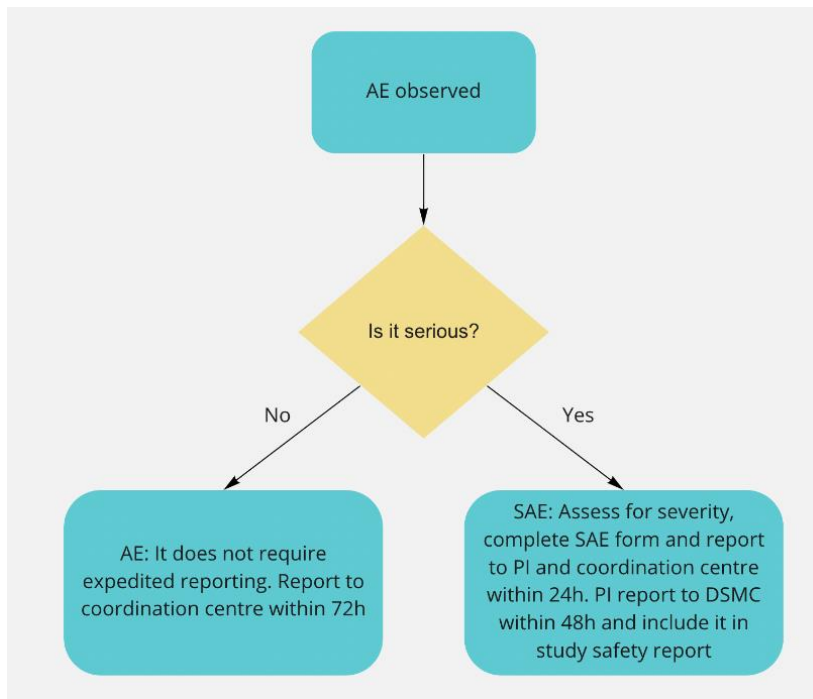 AE observed
Is it serious?
No
Yes
AE: It does not require
expedited reporting. Report to
coordination centre within 72h
SAE: Assess for severity,
complete SAE form and report
to PI and coordination centre
within 24h. PI report to DSMC
within 48h and include it in
study safety report